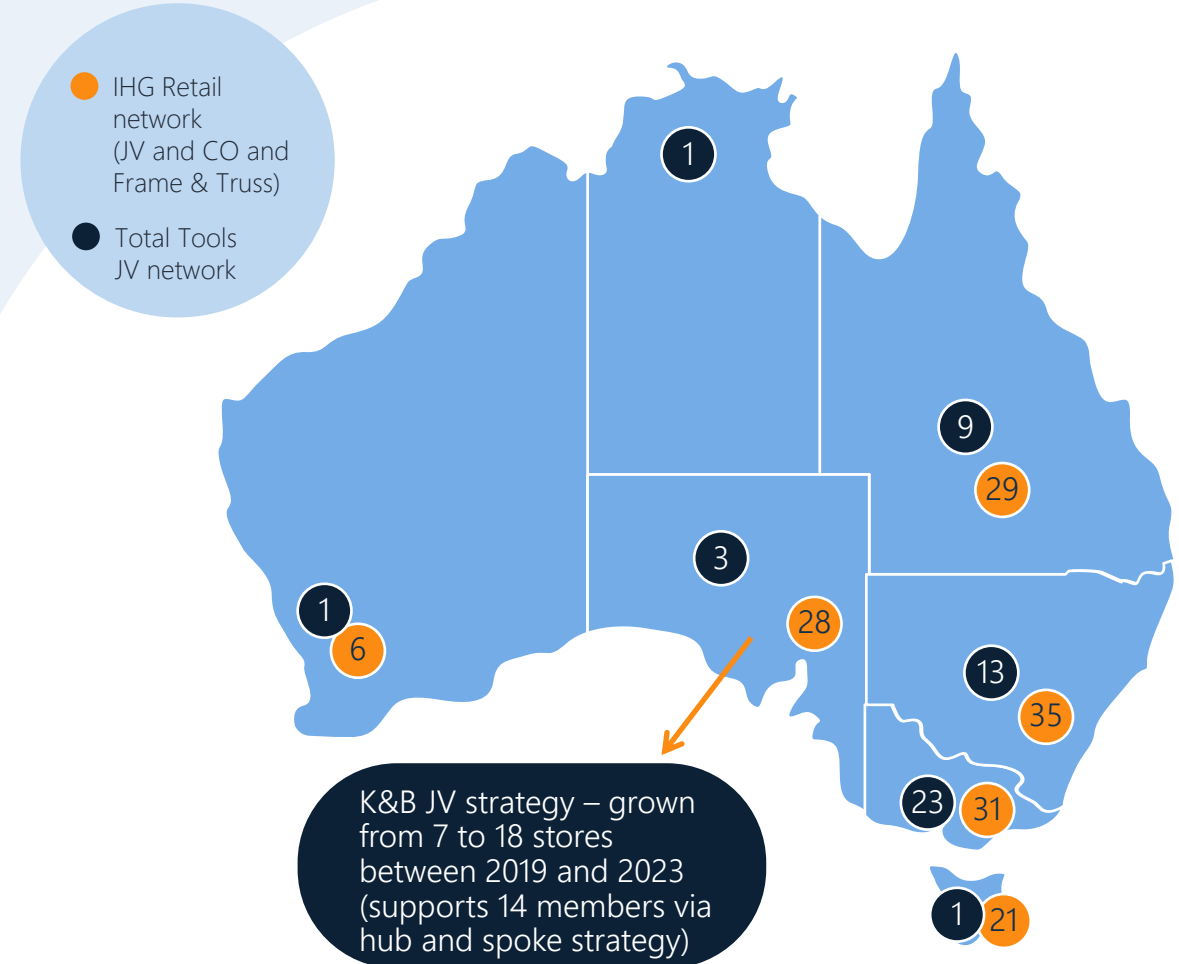 IHG Retail
network
(JV and CO and
Frame & Truss)
Total Tools
JV network
1
9
29
3
28
1
6
13
35
23
31
1
21
K&B JV strategy – grown
from 7 to 18 stores
between 2019 and 2023
(supports 14 members via
hub and spoke strategy)